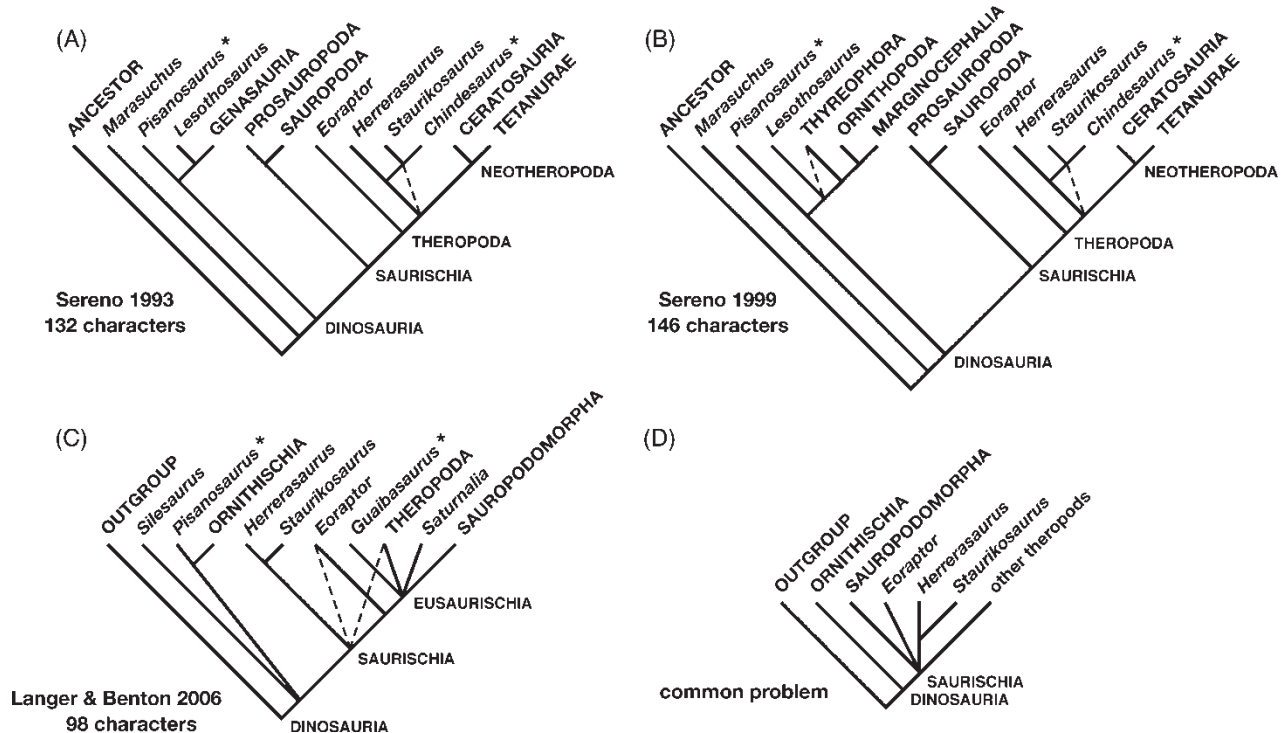 (A)
ANCESTOR
Marasuchus
Pisanosaurus *
Lesothosaurus
GENASAURIA
PROSAUROPODA
SAUROPODA
Eoraptor
Herrerasaurus
Staurikosaurus
Chindesaurus *
CERATOSAURIA
TETANURAE
NEOTHEROPODA
THEROPODA
SAURISCHIA
DINOSAURIA
Sereno 1993
132 characters
(B)
ANCESTOR
Marasuchus
Pisanosaurus *
Lesothosaurus
THYREOPHORA
ORNITHOPODA
MARGINOCEPHALIA
PROSAUROPODA
SAUROPODA
Eoraptor
Herrerasaurus
Staurikosaurus
Chindesaurus *
CERATOSAURIA
TETANURAE
NEOTHEROPODA
THEROPODA
SAURISCHIA
DINOSAURIA
Sereno 1999
146 characters
(C)
OUTGROUP
Silesaurus
Pisanosaurus *
ORNITHISCHIA
Herrerasaurus
Staurikosaurus
Eoraptor
Guaibasaurus *
THEROPODA
Saturnalia
SAUROPODOMORPHA
EUSAURISCHIA
SAURISCHIA
DINOSAURIA
Langer & Benton 2006
98 characters
(D)
OUTGROUP
ORNITHISCHIA
SAUROPODOMORPHA
Eoraptor
Herrerasaurus
Staurikosaurus
other theropods
SAURISCHIA
DINOSAURIA
common problem